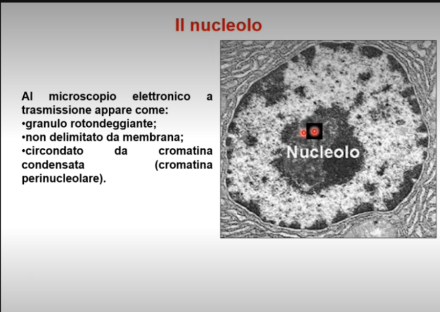 Il nucleolo
Al microscopio elettronico a
trasmissione appare come:
•granulo rotondeggiante;
•non delimitato da membrana;
•circondato da cromatina
condensata (cromatina
perinucleolare).
Nucleolo